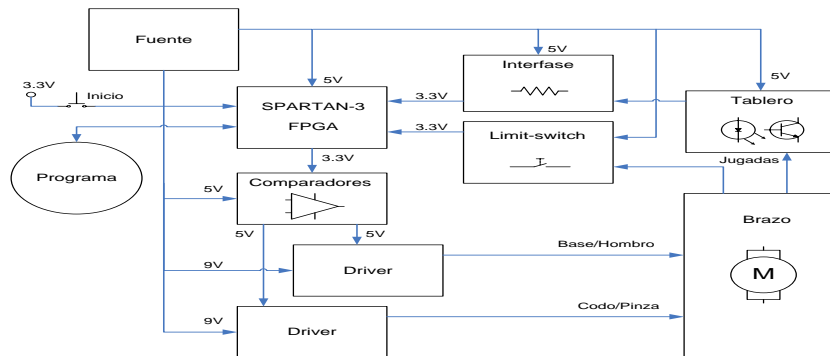 Fuente
5V
5V
5V
3.3V
Inicio
SPARTAN-3
FPGA
3.3V
Interfase
Tablero
3.3V
Limit-switch
Jugadas
Programa
3.3V
5V
Comparadores
5V
5V
Brazo
9V
Driver
Base/Hombro
M
9V
Driver
Codo/Pinza